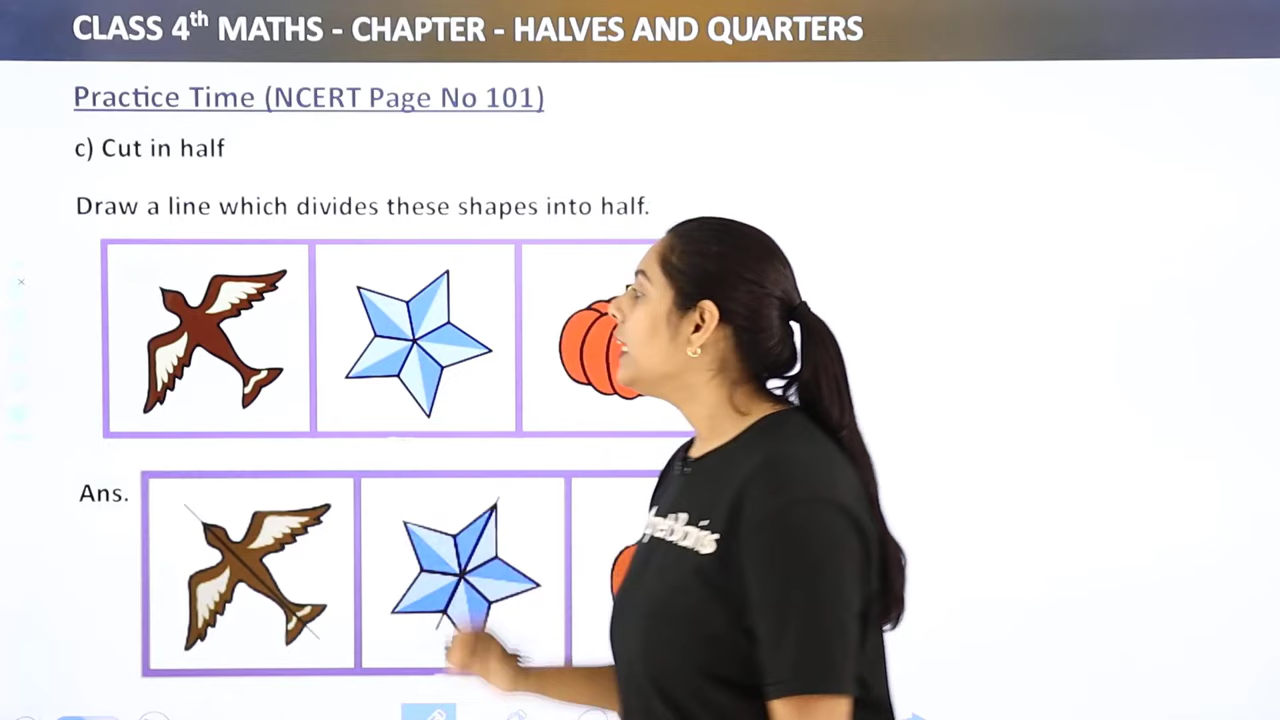 CLASS 4th MATHS - CHAPTER - HALVES AND QUARTERS
Practice Time (NCERT Page No 101)
c) Cut in half
Draw a line which divides these shapes into half.
Ans.